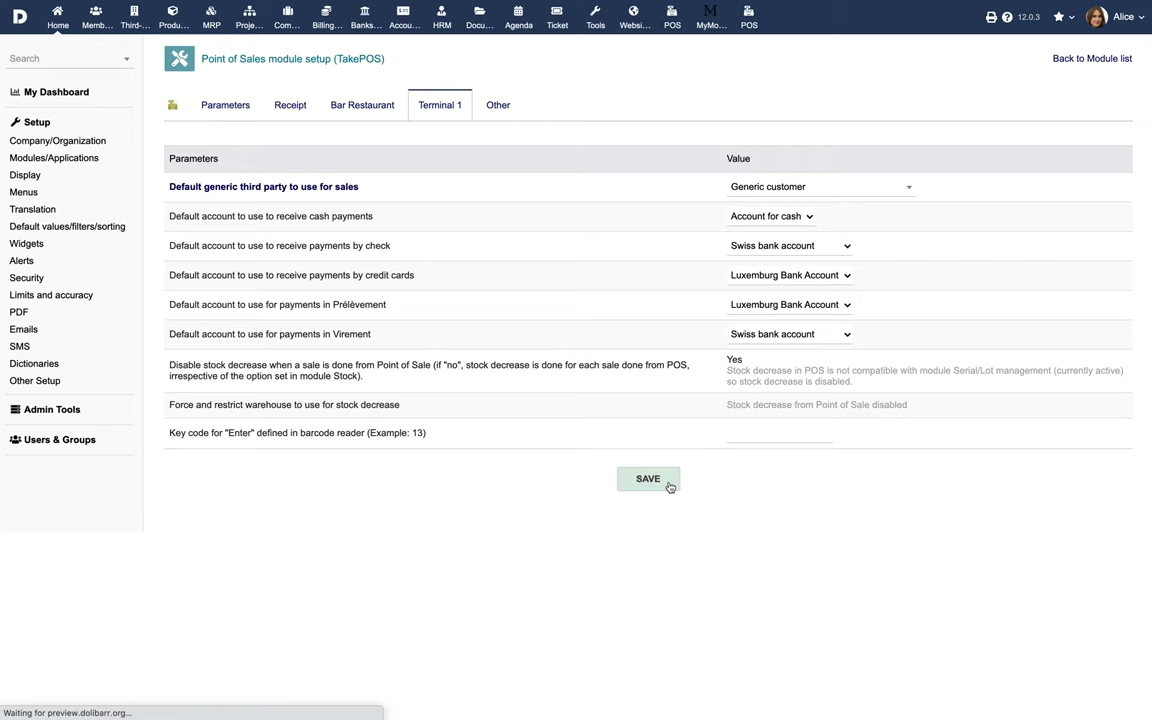 D
Home Memb... Third-... Produ... MRP Proje... Com... Billing... Banks... Accou... HRM Docu... Agenda Ticket Tools Websi... POS MyMo... POS
12.0.3
Alice
Search
My Dashboard
Setup
Company/Organization
Modules/Applications
Display
Menus
Translation
Default values/filters/sorting
Widgets
Alerts
Security
Limits and accuracy
PDF
Emails
SMS
Dictionaries
Other Setup
Admin Tools
Users & Groups
Point of Sales module setup (TakePOS)
Back to Module list
Parameters Receipt Bar Restaurant Terminal 1 Other
Parameters Value
Default generic third party to use for sales Generic customer
Default account to use to receive cash payments Account for cash
Default account to use to receive payments by check Swiss bank account
Default account to use to receive payments by credit cards Luxemburg Bank Account
Default account to use for payments in Prélèvement Luxemburg Bank Account
Default account to use for payments in Virement Swiss bank account
Disable stock decrease when a sale is done from Point of Sale (if "no", stock decrease is done for each sale done from POS,
irrespective of the option set in module Stock).
Yes
Stock decrease in POS is not compatible with module Serial/Lot management (currently active)
so stock decrease is disabled.
Force and restrict warehouse to use for stock decrease Stock decrease from Point of Sale disabled
Key code for "Enter" defined in barcode reader (Example: 13)
SAVE
Waiting for preview.dolibarr.org...